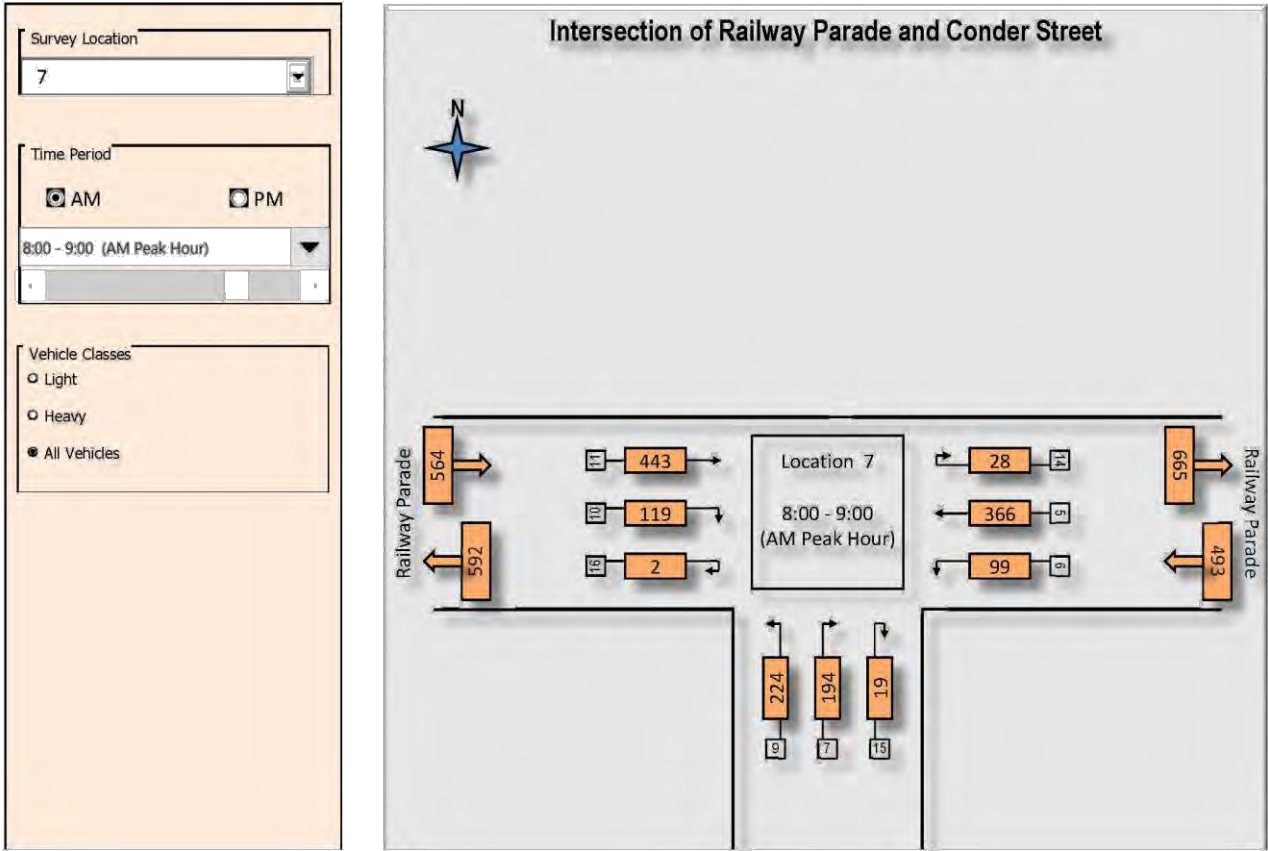 Intersection of Railway Parade and Conder Street
Survey Location
7
N
Time Period
AM
PM
8:00 - 9:00 (AM Peak Hour)
Vehicle Classes
Light
Heavy
All Vehicles
Railway Parade
564
592
11
443
10
119
16
2
Location 7
8:00 - 9:00
(AM Peak Hour)
28
14
366
5
99
6
665
493
Railway Parade
224
194
19
9
7
15